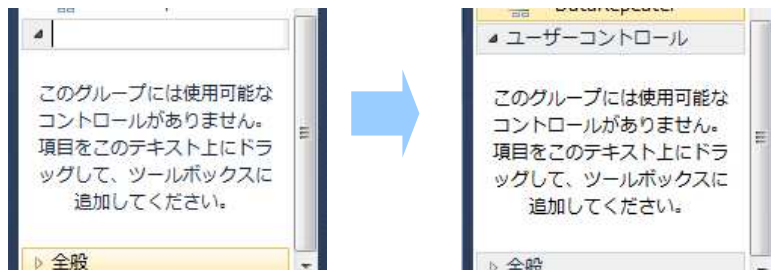 このグループには使用可能な
コントロールがありません。
項目をこのテキスト上にドラ
ッグして、ツールボックスに
追加してください。
全般
DataRepeater
ユーザーコントロール
このグループには使用可能な
コントロールがありません。
項目をこのテキスト上にドラ
ッグして、ツールボックスに
追加してください。
全般